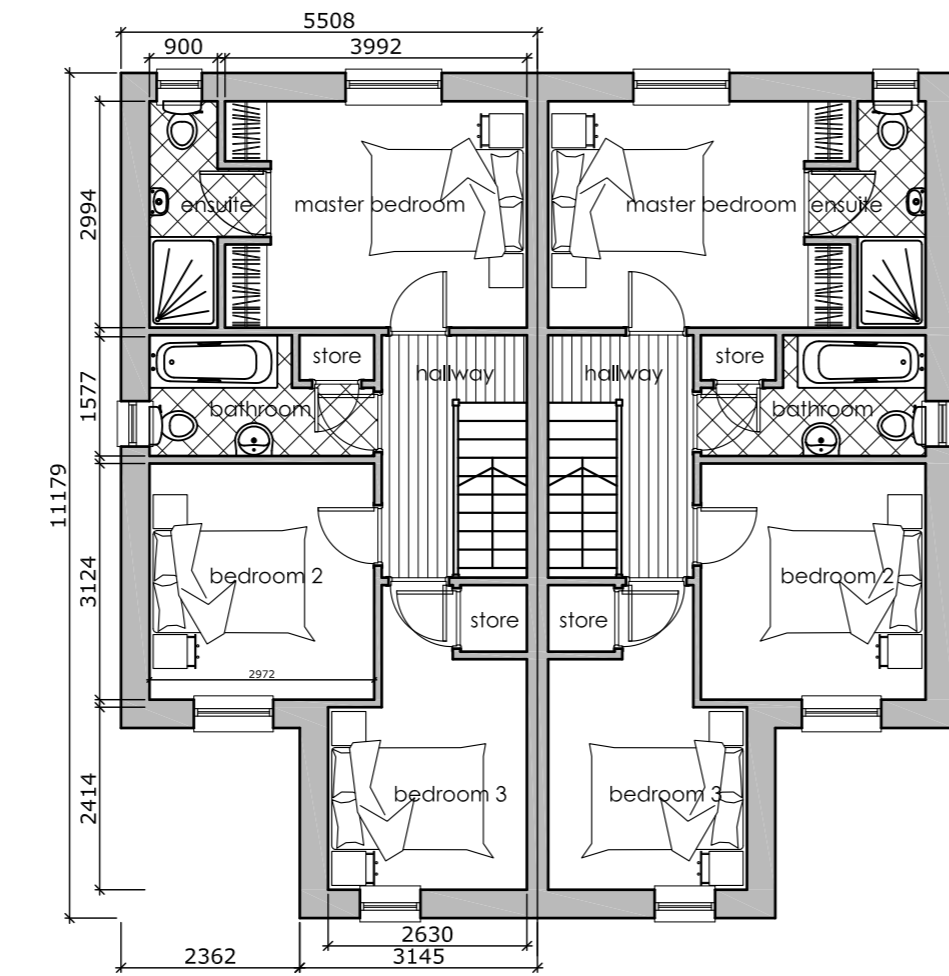 5508
900 3992
2994
ensuite master bedroom master bedroom ensuite
store store
hallway hallway
1577
bathroom bathroom
11179
3124
bedroom 2 bedroom 2
store store
2972
2414
bedroom 3 bedroom 3
2630
2362 3145